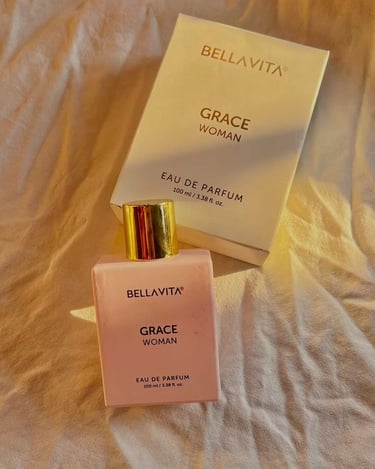 BELLAVITA®
GRACE
WOMAN
EAU DE PARFUM
100 ml / 3.38 fl. oz.
BELLAVITA®
GRACE
WOMAN
EAU DE PARFUM
100 ml / 3.38 fl. oz.